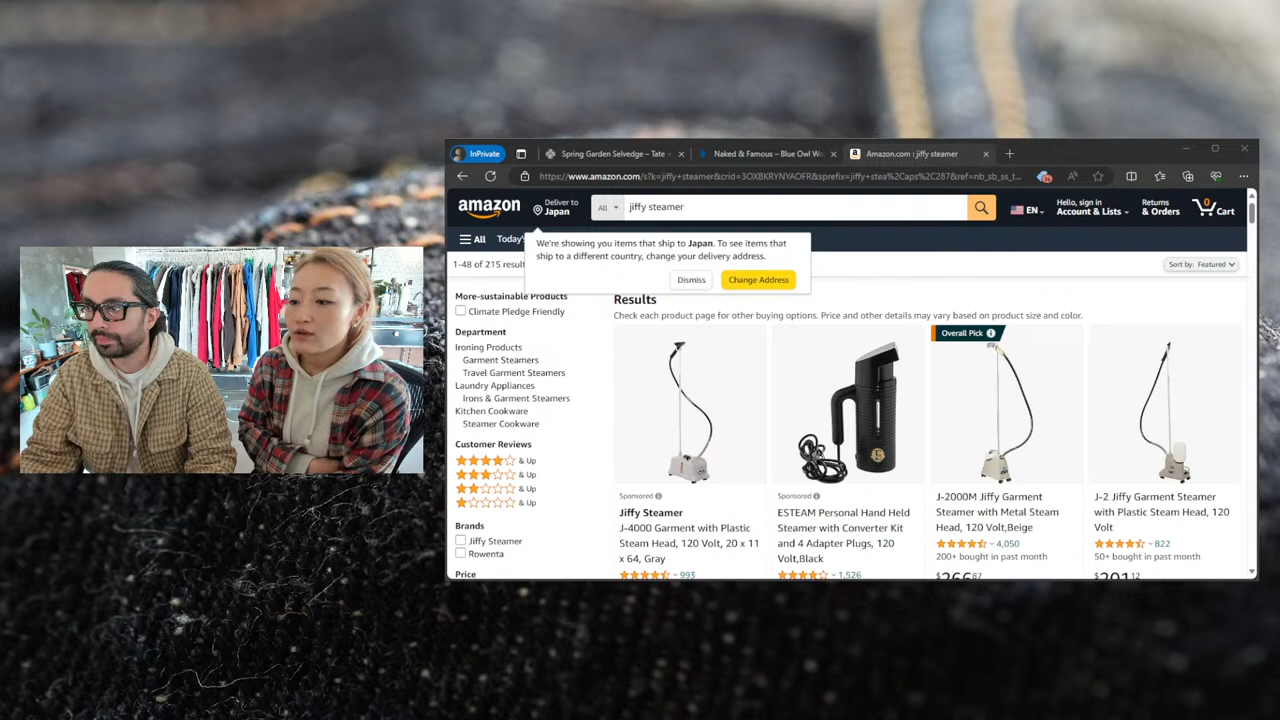 InPrivate
Spring Garden Selvedge – Tate -
Naked & Famous – Blue Owl Wo
Amazon.com : jiffy steamer
https://www.amazon.com/s?k=jiffy+steamer&crid=3OXBKRYNYAOFR&sprefix=jiffy+stea%2Caps%2C287&ref=nb_sb_ss_t...
amazon
Deliver to
Japan
All
jiffy steamer
EN
Hello, sign in
Account & Lists
Returns
& Orders
0
Cart
All
Today'
We're showing you items that ship to Japan. To see items that
ship to a different country, change your delivery address.
Dismiss
Change Address
1-48 of 215 result
Sort by: Featured
More-sustainable Products
Climate Pledge Friendly
Department
Ironing Products
Garment Steamers
Travel Garment Steamers
Laundry Appliances
Irons & Garment Steamers
Kitchen Cookware
Steamer Cookware
Customer Reviews
& Up
& Up
& Up
& Up
Brands
Jiffy Steamer
Rowenta
Price
Results
Check each product page for other buying options. Price and other details may vary based on product size and color.
Sponsored
Jiffy Steamer
J-4000 Garment with Plastic
Steam Head, 120 Volt, 20 x 11
x 64, Gray
993
Sponsored
ESTEAM Personal Hand Held
Steamer with Converter Kit
and 4 Adapter Plugs, 120
Volt,Black
1,526
Overall Pick
J-2000M Jiffy Garment
Steamer with Metal Steam
Head, 120 Volt,Beige
4,050
200+ bought in past month
$266.87
J-2 Jiffy Garment Steamer
with Plastic Steam Head, 120
Volt
822
50+ bought in past month
$201.12